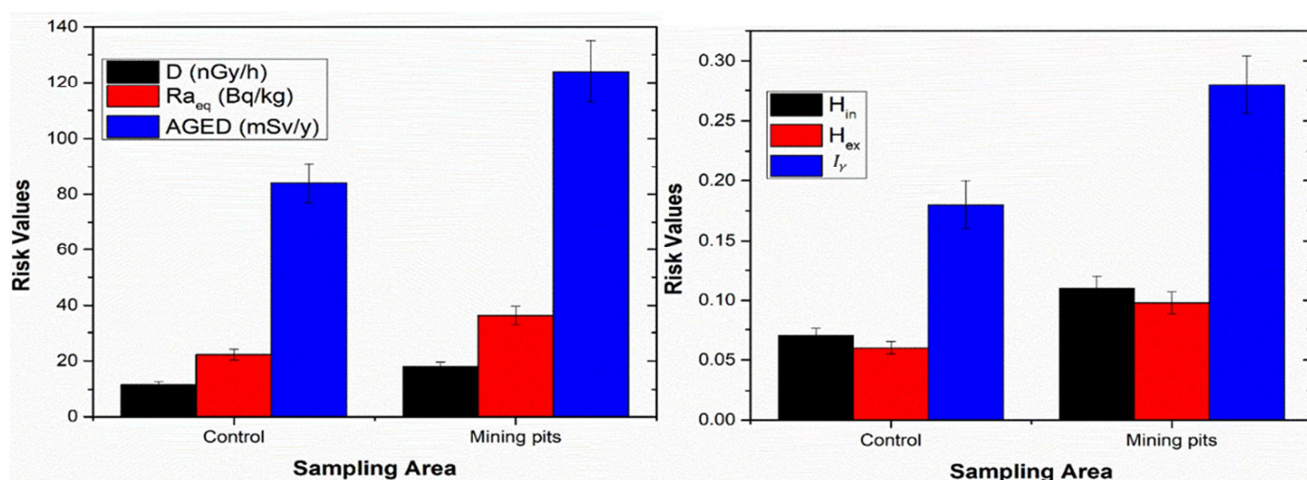 140
120
100
80
60
40
20
0
Risk Values
D (nGy/h)
Raeq (Bq/kg)
AGED (mSv/y)
Control
Mining pits
Sampling Area
0.30
0.25
0.20
0.15
0.10
0.05
0.00
Risk Values
Hin
Hex
Iγ
Control
Mining pits
Sampling Area